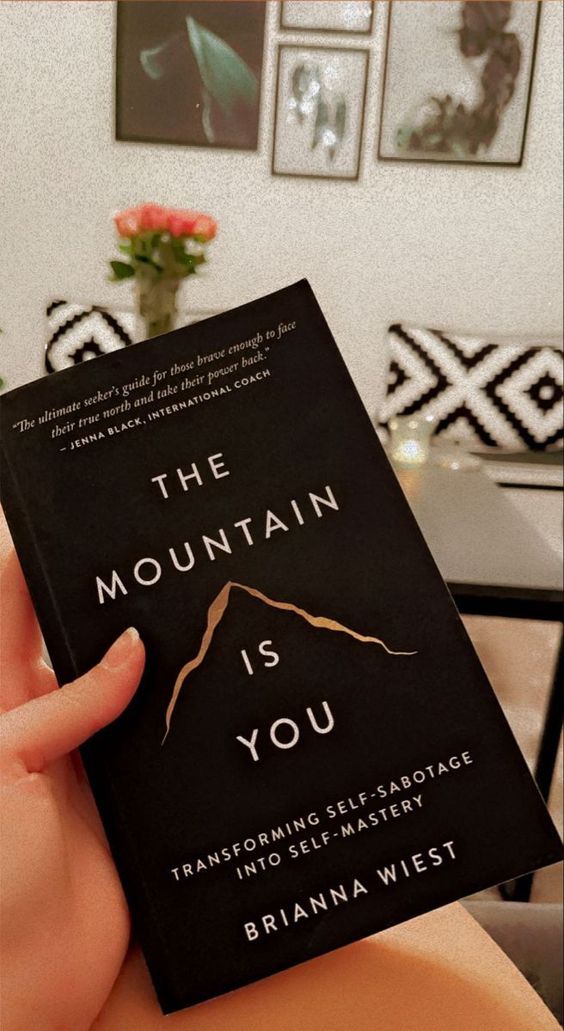 "The ultimate seeker's guide for those brave enough to face
their true north and take their power back."
– JENNA BLACK, INTERNATIONAL COACH
THE
MOUNTAIN
IS
YOU
TRANSFORMING SELF-SABOTAGE
INTO SELF-MASTERY
BRIANNA WIEST